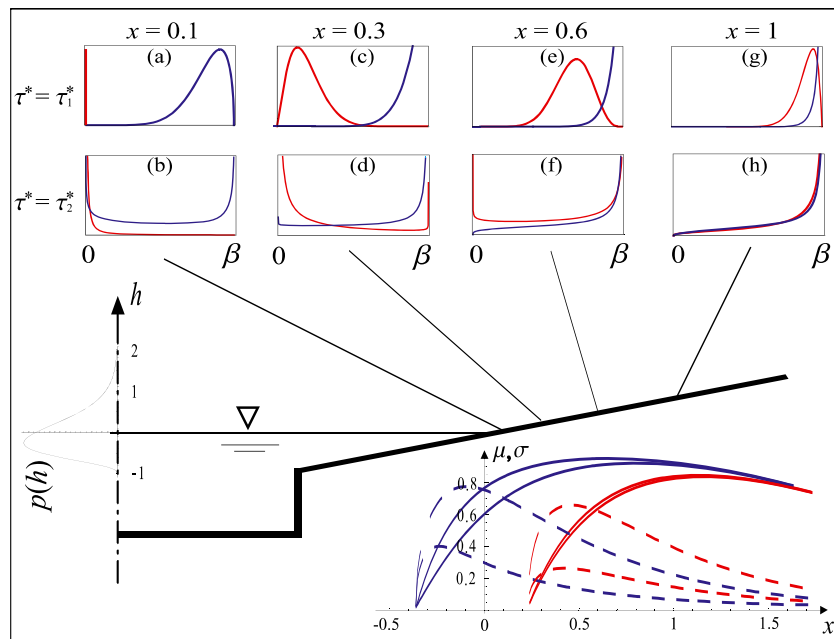 x = 0.1 x = 0.3 x = 0.6 x = 1
(a) (c) (e) (g)
τ* = τ₁*
(b) (d) (f) (h)
τ* = τ₂*
0 β 0 β 0 β 0 β
h
2
1
-1
p(h)
μ,σ
0.8
0.6
0.4
0.2
-0.5 0 0.5 1 1.5 x